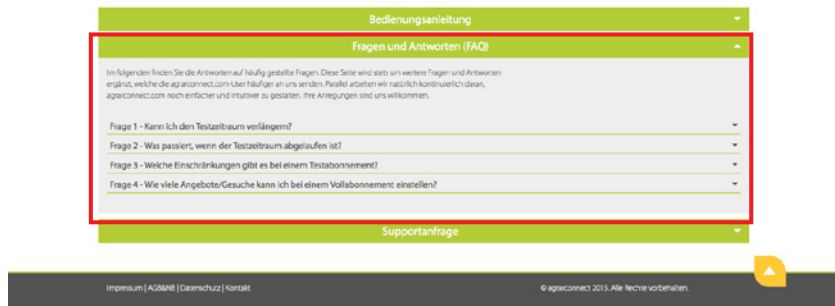 Bedienungsanleitung
Fragen und Antworten (FAQ)
Im folgenden finden Sie die Antworten auf häufig gestellte Fragen. Diese Seite wird stets um weitere Fragen und Antworten
ergänzt, welche die agrarconnect.com-User häufiger an uns senden. Parallel arbeiten wir natürlich kontinuierlich daran,
agrarconnect.com noch einfacher und intuitiver zu gestalten. Ihre Anregungen sind uns willkommen.
Frage 1 - Kann ich den Testzeitraum verlängern?
Frage 2 - Was passiert, wenn der Testzeitraum abgelaufen ist?
Frage 3 - Welche Einschränkungen gibt es bei einem Testabonnement?
Frage 4 - Wie viele Angebote/Gesuche kann ich bei einem Vollabonnement einstellen?
Supportanfrage
Impressum | AGB&NB | Datenschutz | Kontakt
© agrarconnect 2015. Alle Rechte vorbehalten.